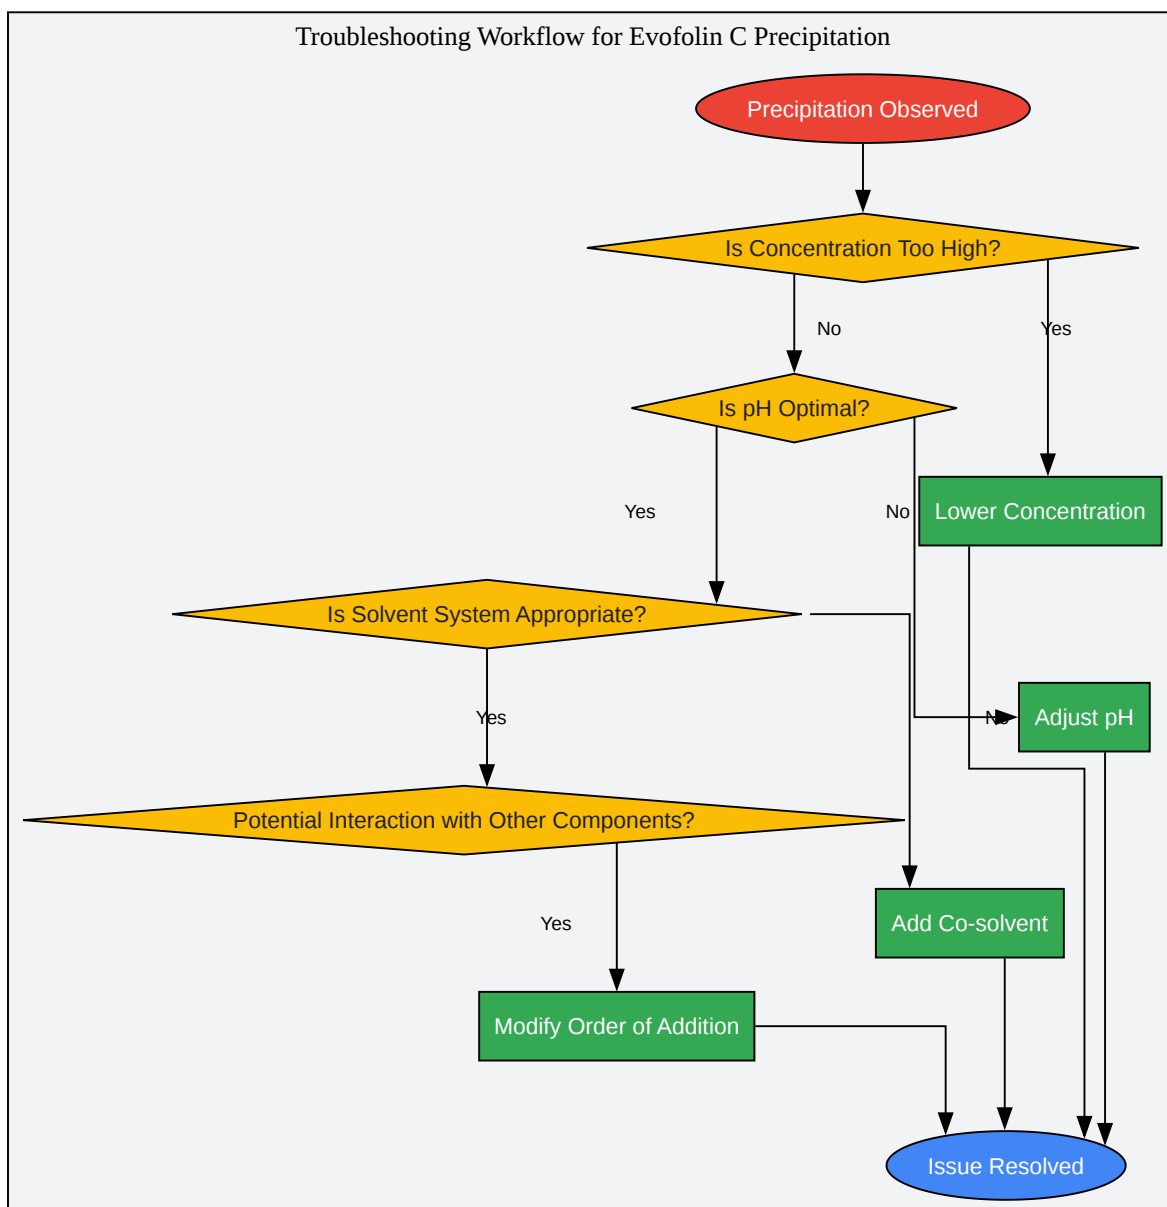 Troubleshooting Workflow for Evofolin C Precipitation
Precipitation Observed
Is Concentration Too High?
No
Yes
Is pH Optimal?
Yes
No
Lower Concentration
Is Solvent System Appropriate?
Yes
No
Adjust pH
Potential Interaction with Other Components?
Yes
Add Co-solvent
Modify Order of Addition
Issue Resolved